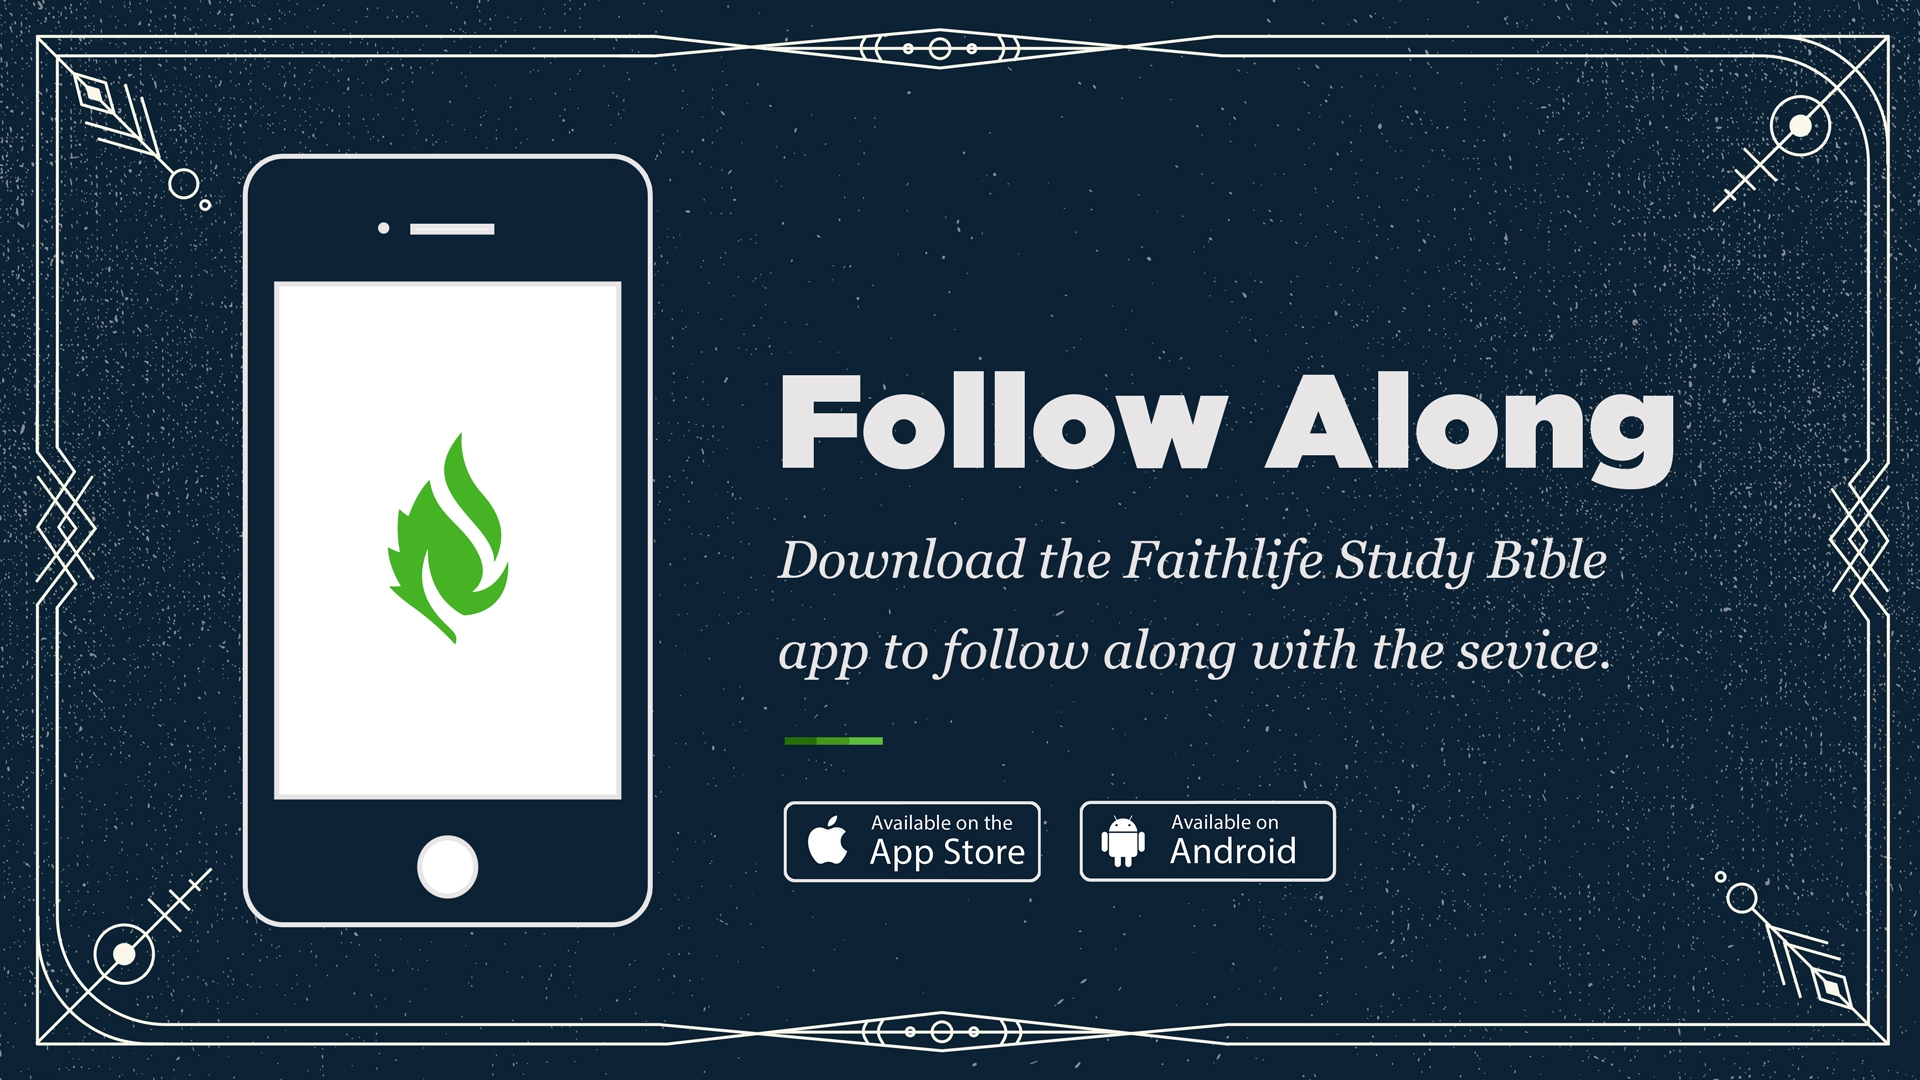 Follow Along
Download the Faithlife Study Bible
app to follow along with the sevice.
Available on the
App Store
Available on
Android